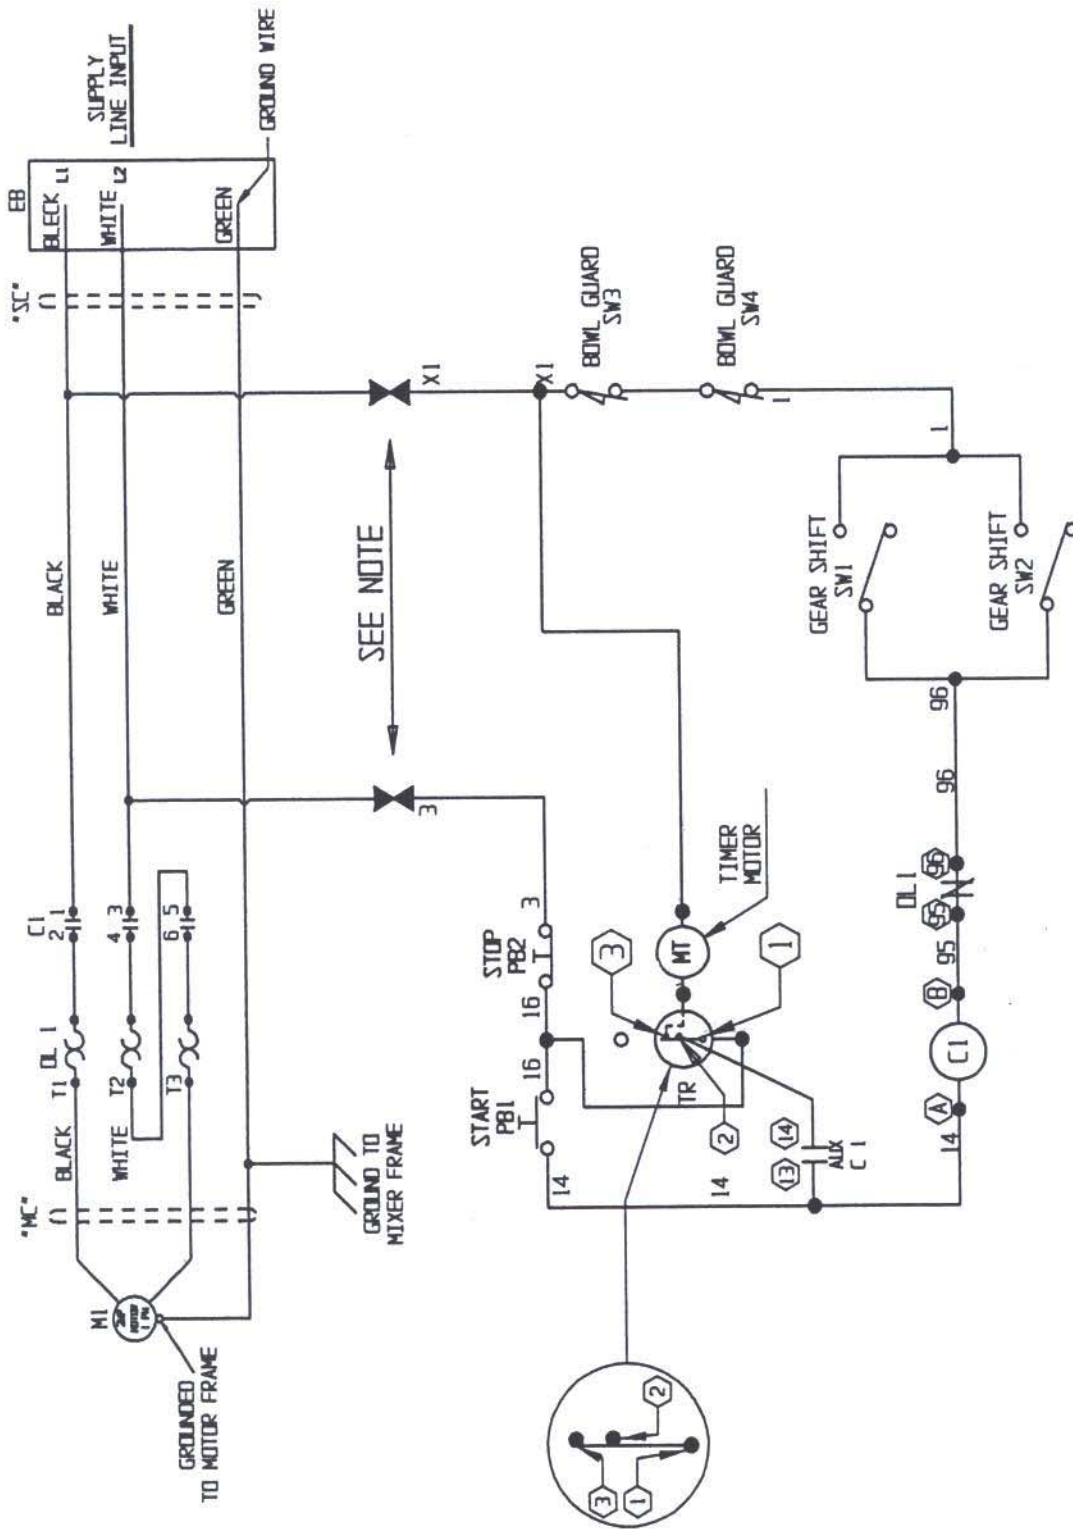 EB
SUPPLY
LINE INPUT
BLECK L1
WHITE L2
GREEN
GROUND WIRE
"SC"
BLACK
WHITE
GREEN
X1
X1
SEE NOTE
3
BOWL GUARD
SW3
BOWL GUARD
SW4
1
1
GEAR SHIFT
SW1
GEAR SHIFT
SW2
96
96
OL1
96
95
95
B
C1
A
14
C1
2 1
4 3
6 5
OL 1
T1
T2
T3
BLACK
WHITE
"MC"
M1
MOTOR
1 PH
GROUNDED
TO MOTOR FRAME
GROUND TO
MIXER FRAME
3
STOP
PB2
16
16
START
PB1
14
14
TIMER
MOTOR
MT
3
1
TR
2
14
13
AUX
C 1
3
1
2